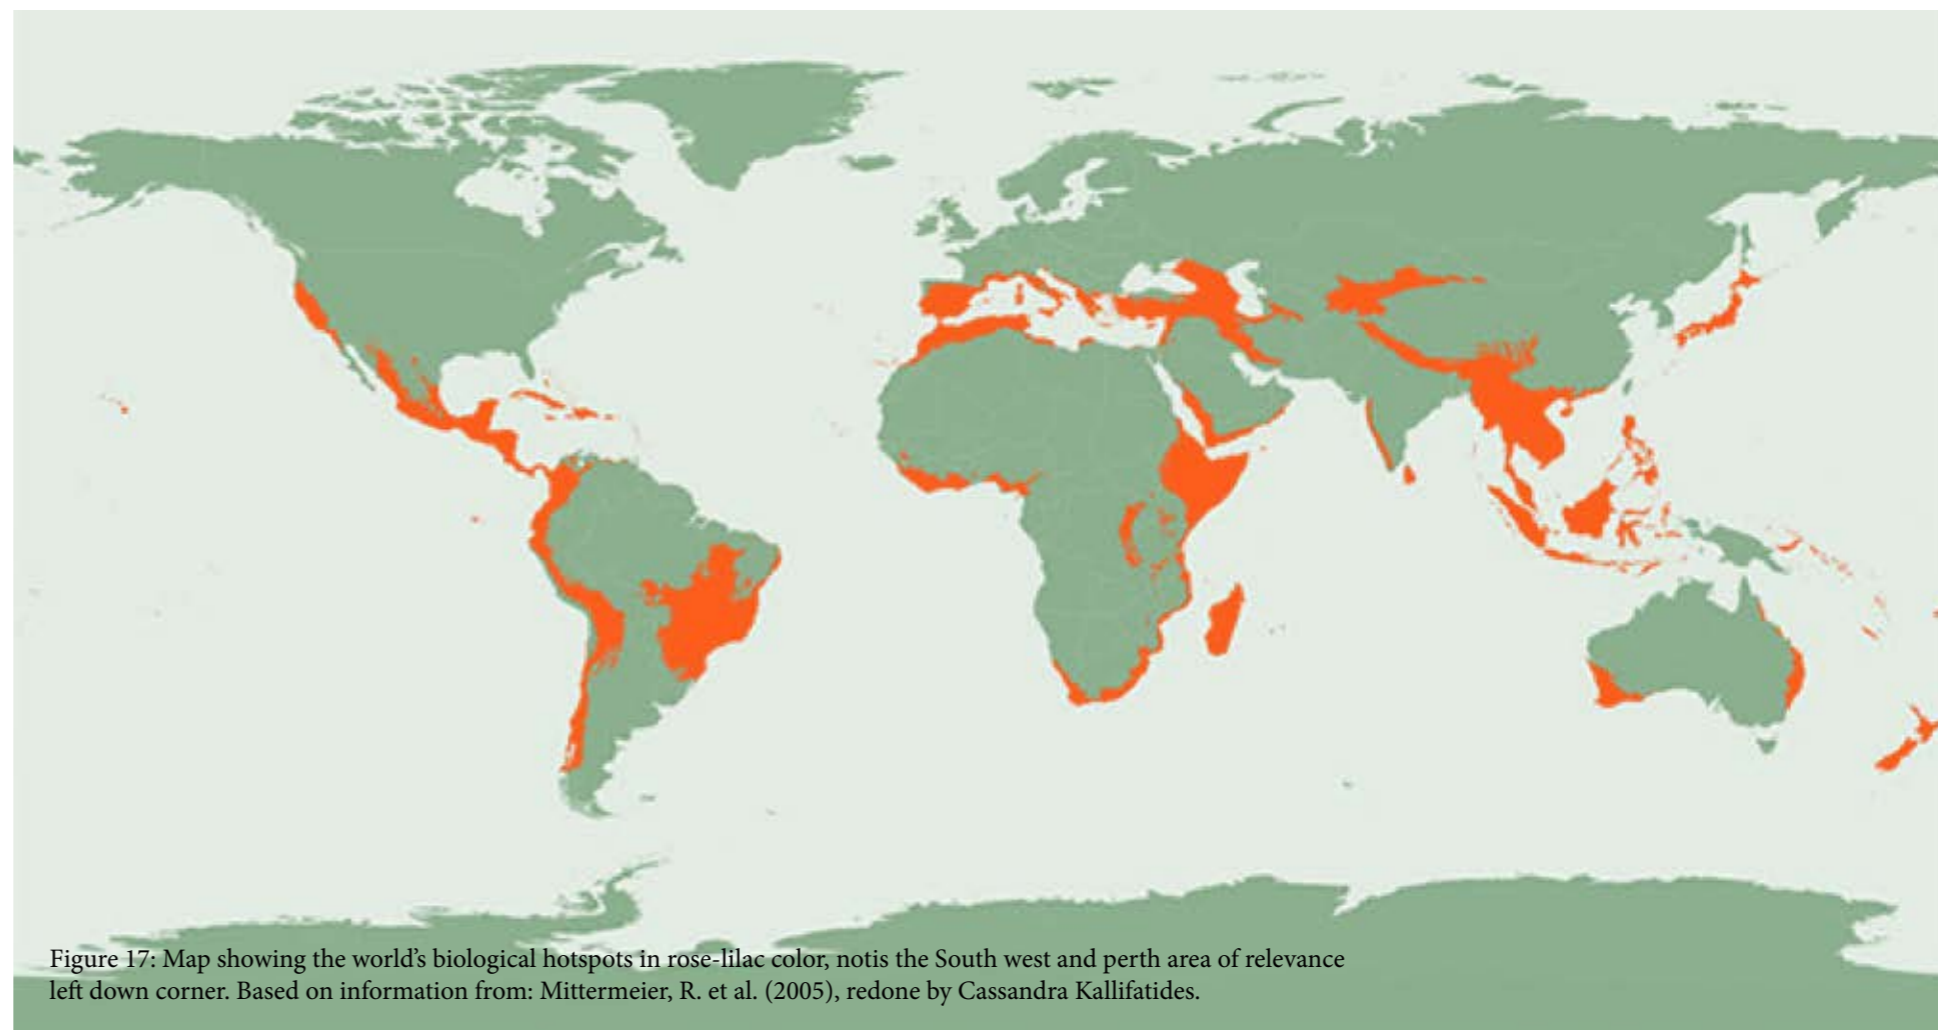 Figure 17: Map showing the world’s biological hotspots in rose-lilac color, notis the South west and perth area of relevance
left down corner. Based on information from: Mittermeier, R. et al. (2005), redone by Cassandra Kallifatides.